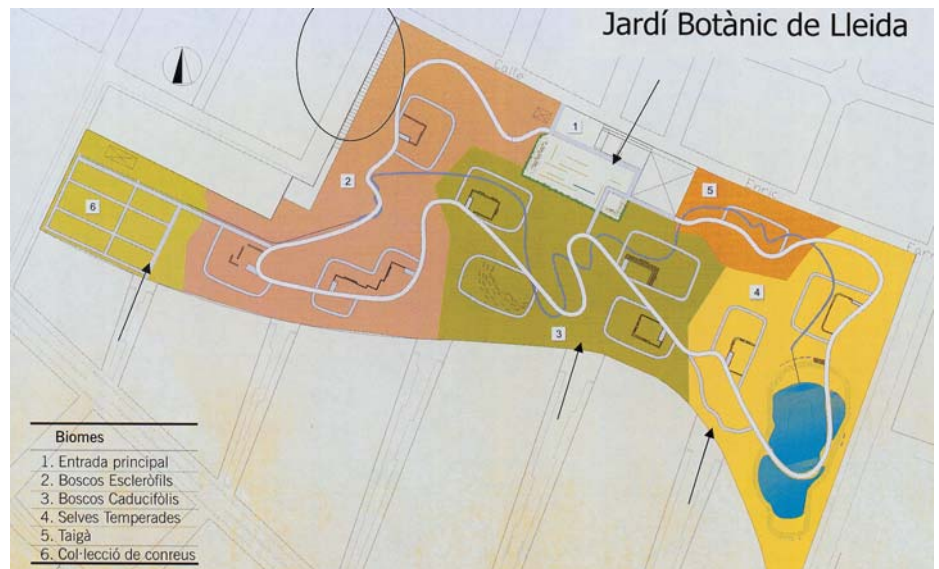 Jardí Botànic de Lleida
Calle
1
Enric
5
2
6
4
3
Biomes
1. Entrada principal
2. Boscos Escleròfils
3. Boscos Caducifòlis
4. Selves Temperades
5. Taigà
6. Col·lecció de conreus